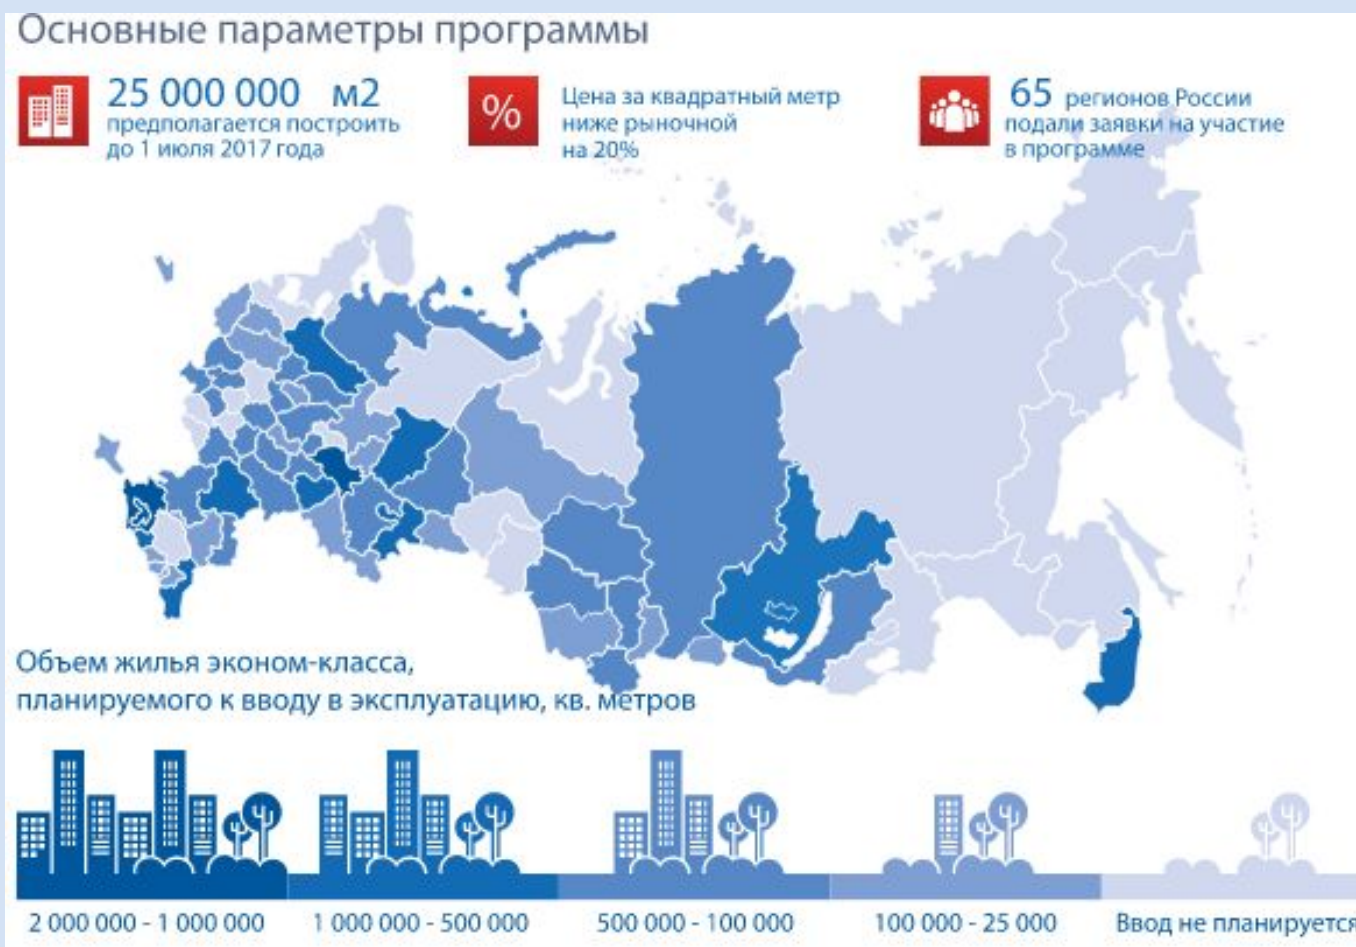 Основные параметры программы
25 000 000 м2
предполагается построить
до 1 июля 2017 года
%
Цена за квадратный метр
ниже рыночной
на 20%
65 регионов России
подали заявки на участие
в программе
Объем жилья эконом-класса,
планируемого к вводу в эксплуатацию, кв. метров
2 000 000 - 1 000 000
1 000 000 - 500 000
500 000 - 100 000
100 000 - 25 000
Ввод не планируется